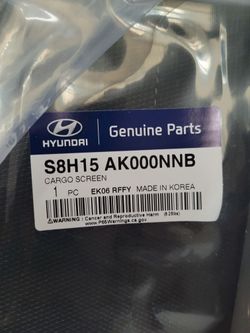 HYUNDAI
Genuine Parts
S8H15 AK000NNB
CARGO SCREEN
1 PC EK06 RFFY MADE IN KOREA
WARNING : Cancer and Reproductive Harm
www.P65Warnings.ca.gov